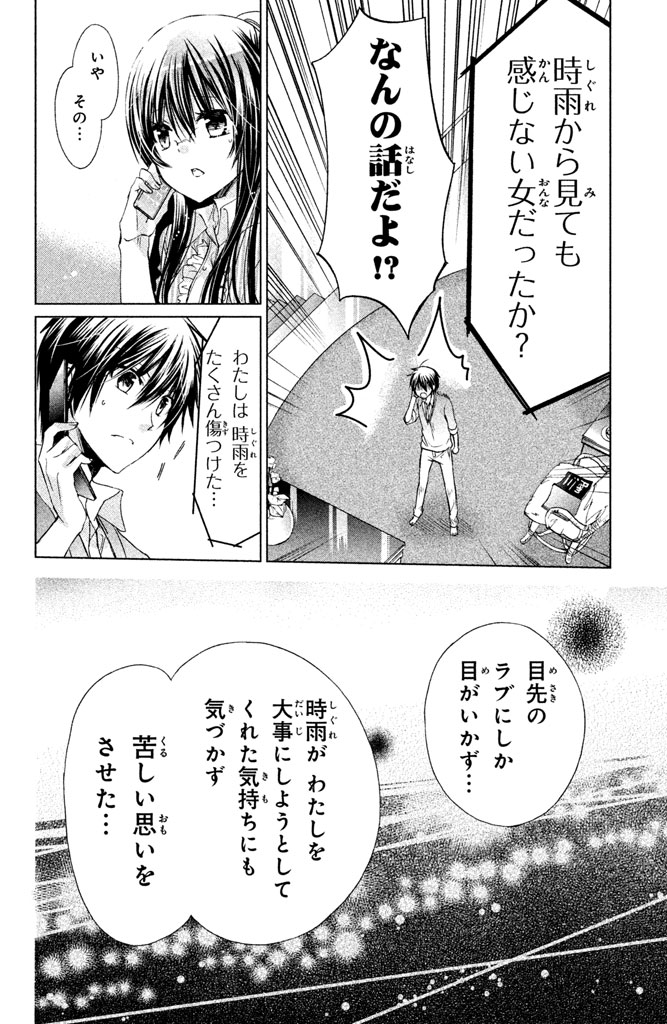 時雨から見ても
感じない女だったか?
なんの話だよ!?
いや
その…
わたしは 時雨を
たくさん傷つけた…
目先の
ラブにしか
目がいかず…
時雨が わたしを
大事にしようとして
くれた気持ちにも
気づかず
苦しい思いを
させた…